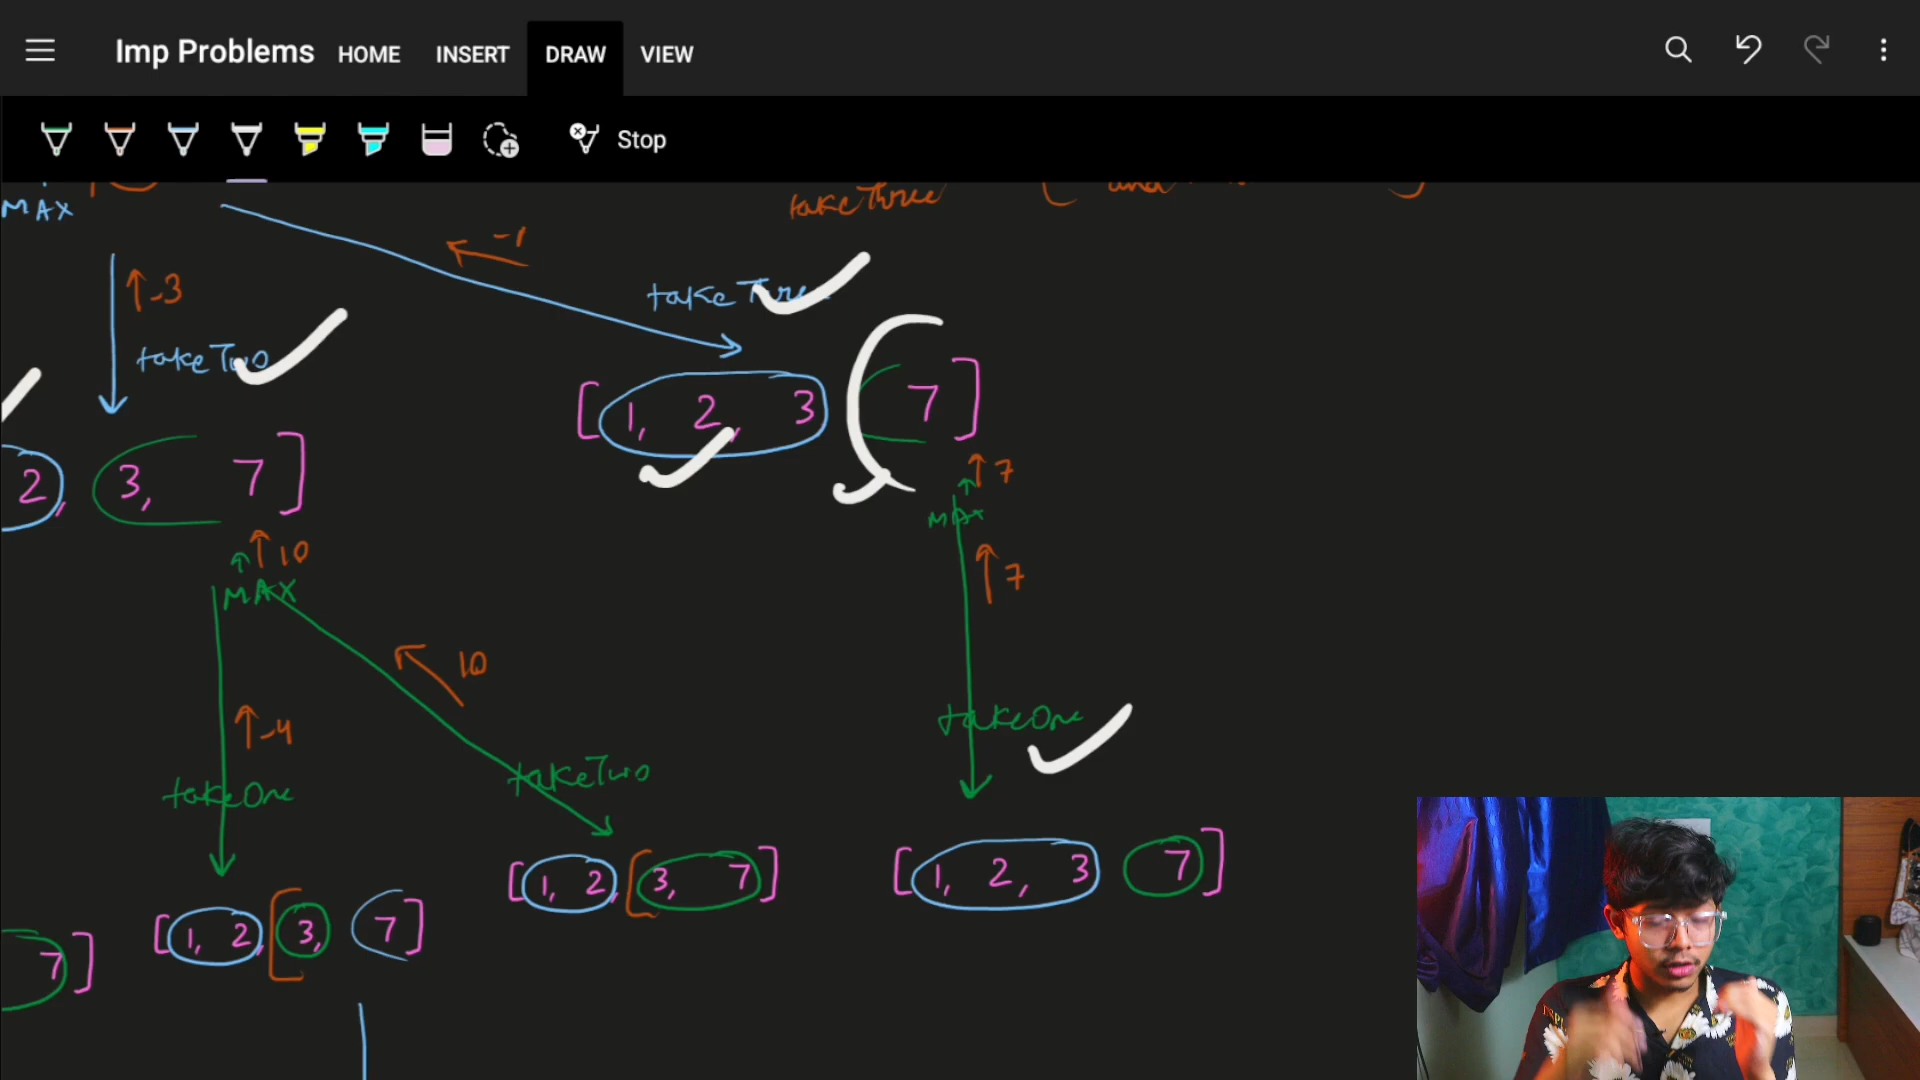 Imp Problems HOME INSERT DRAW VIEW
Stop
MAX
takeThree
-1
-3
takeThree
takeTwo
[1, 2, 3 7]
2, 3, 7]
7
MAX
10
MAX
7
10
-4
takeOne
takeTwo
takeOne
[1, 2, [3, 7]
[1, 2, 3 7]
[1, 2, [3, 7]
7]